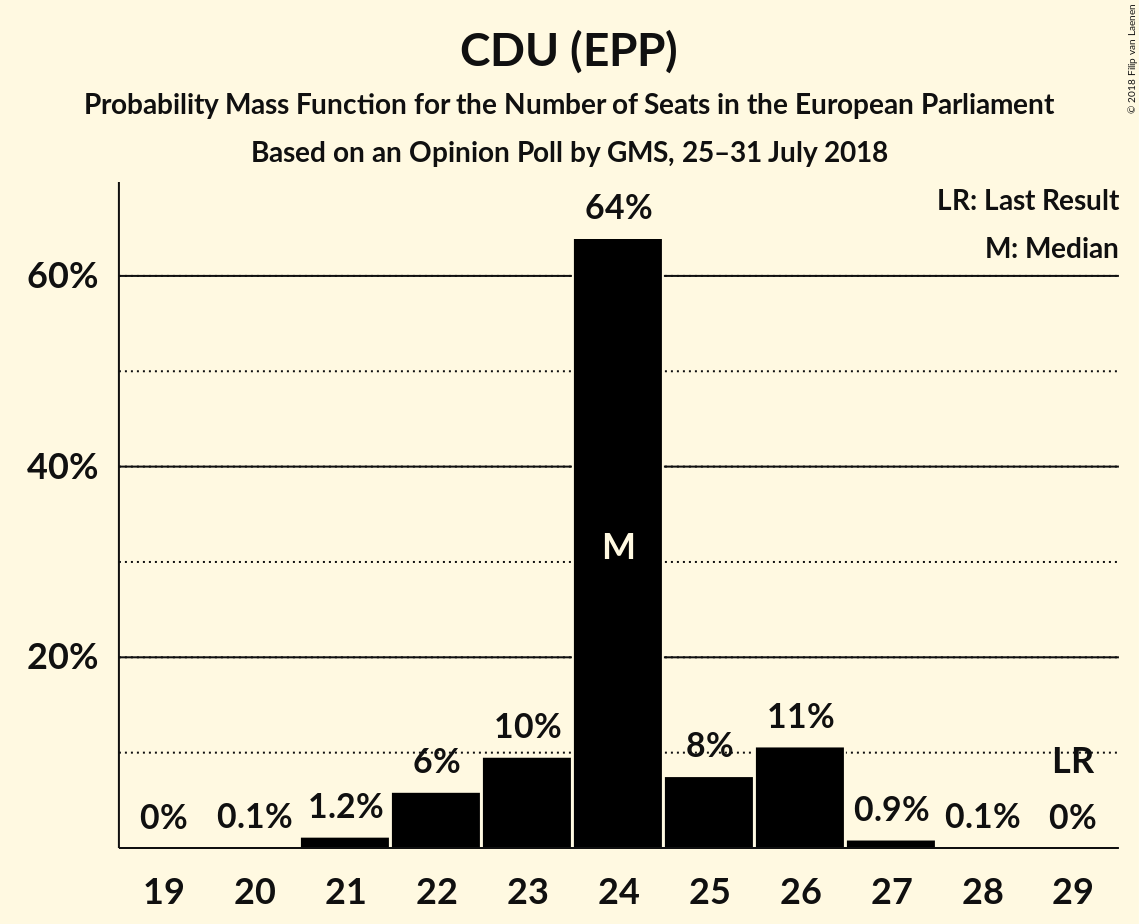 CDU (EPP)
Probability Mass Function for the Number of Seats in the European Parliament
Based on an Opinion Poll by GMS, 25–31 July 2018
© 2018 Filip van Laenen
LR: Last Result
M: Median
60%
40%
20%
0%
0.1%
1.2%
6%
10%
64%
M
8%
11%
0.9%
0.1%
LR
0%
19 20 21 22 23 24 25 26 27 28 29